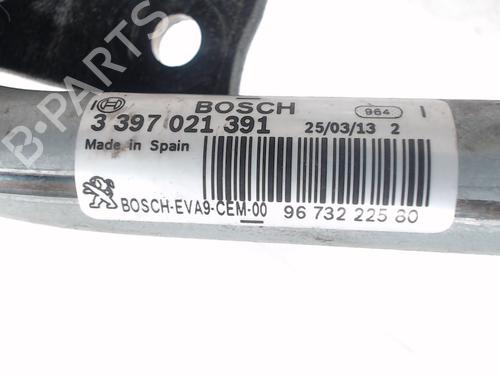 BOSCH
964
3 397 021 391
25/03/13 2
Made in Spain
BOSCH-EVA9-CEM-00
96 732 225 80
B-PARTS